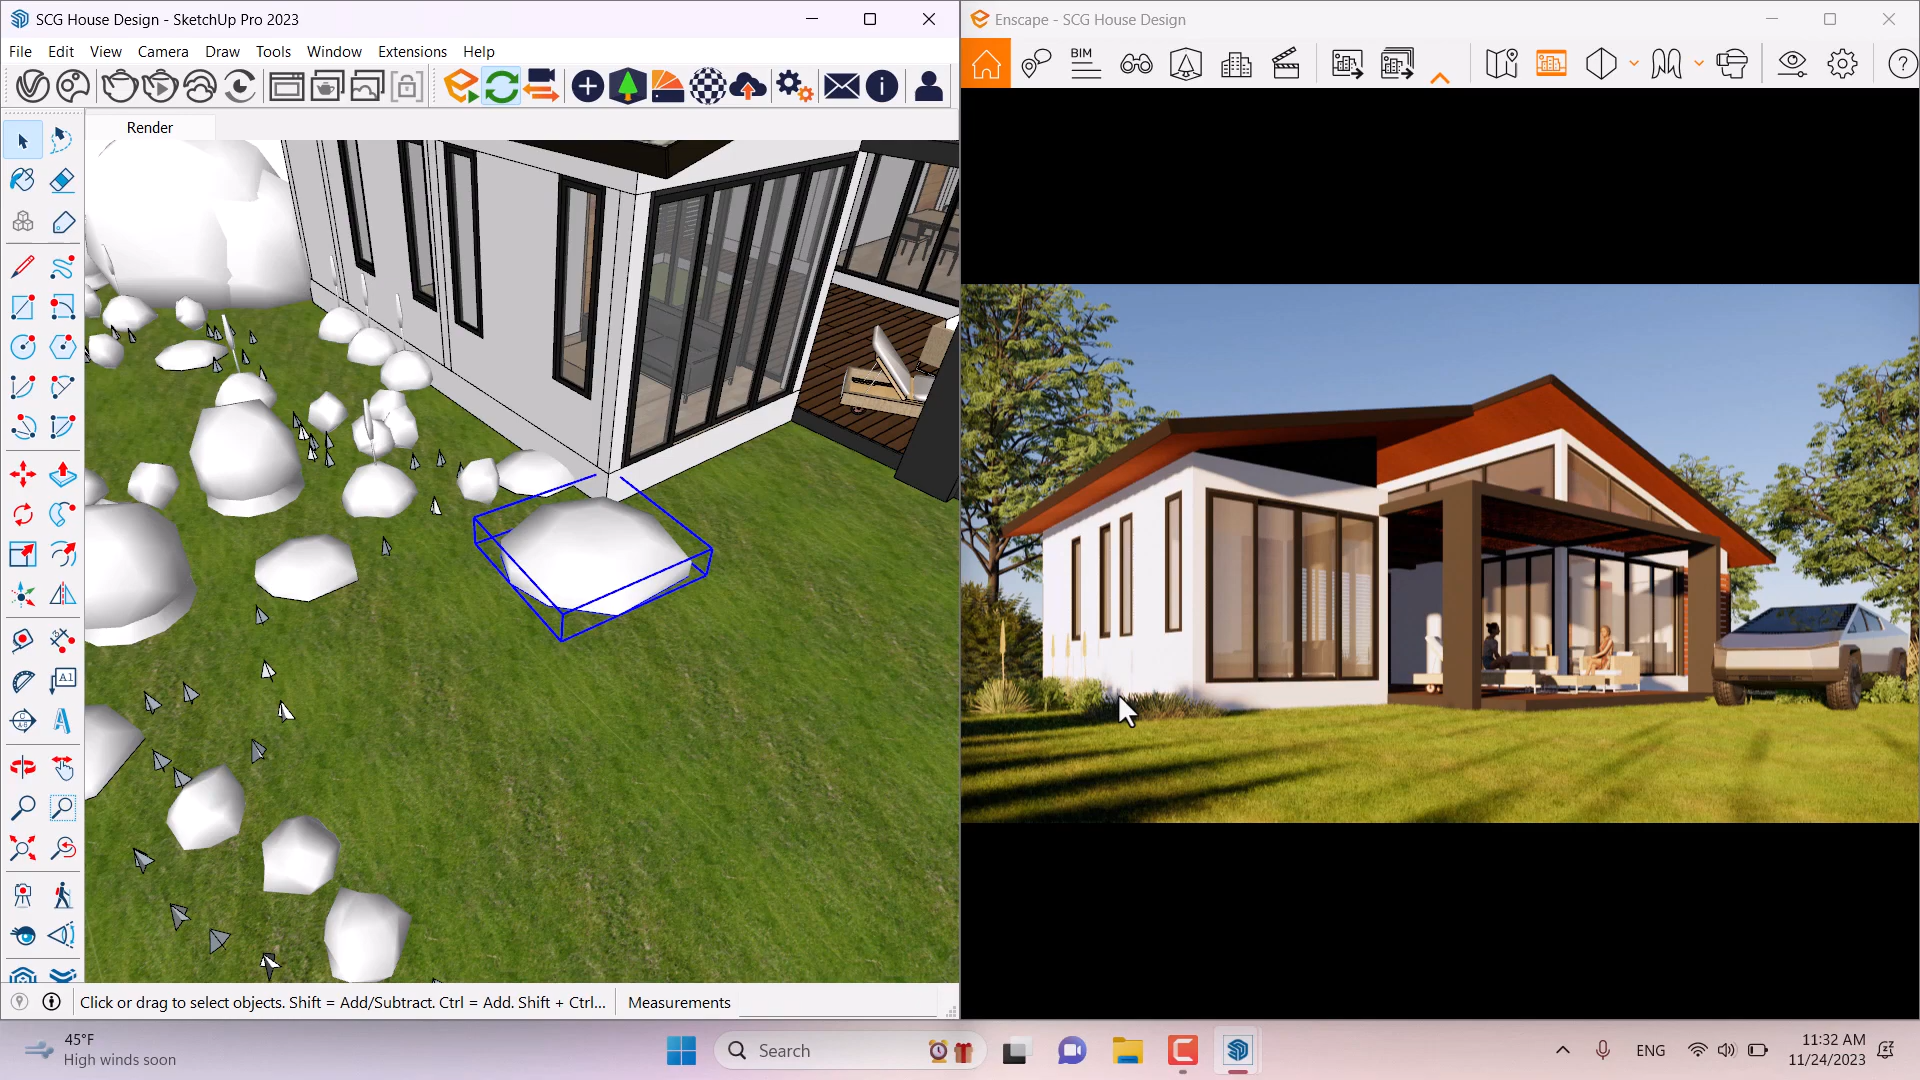 SCG House Design - SketchUp Pro 2023
File Edit View Camera Draw Tools Window Extensions Help
Render
A1
Click or drag to select objects. Shift = Add/Subtract. Ctrl = Add. Shift + Ctrl...
Measurements
Enscape - SCG House Design
BIM
45°F
High winds soon
Search
ENG
11:32 AM
11/24/2023